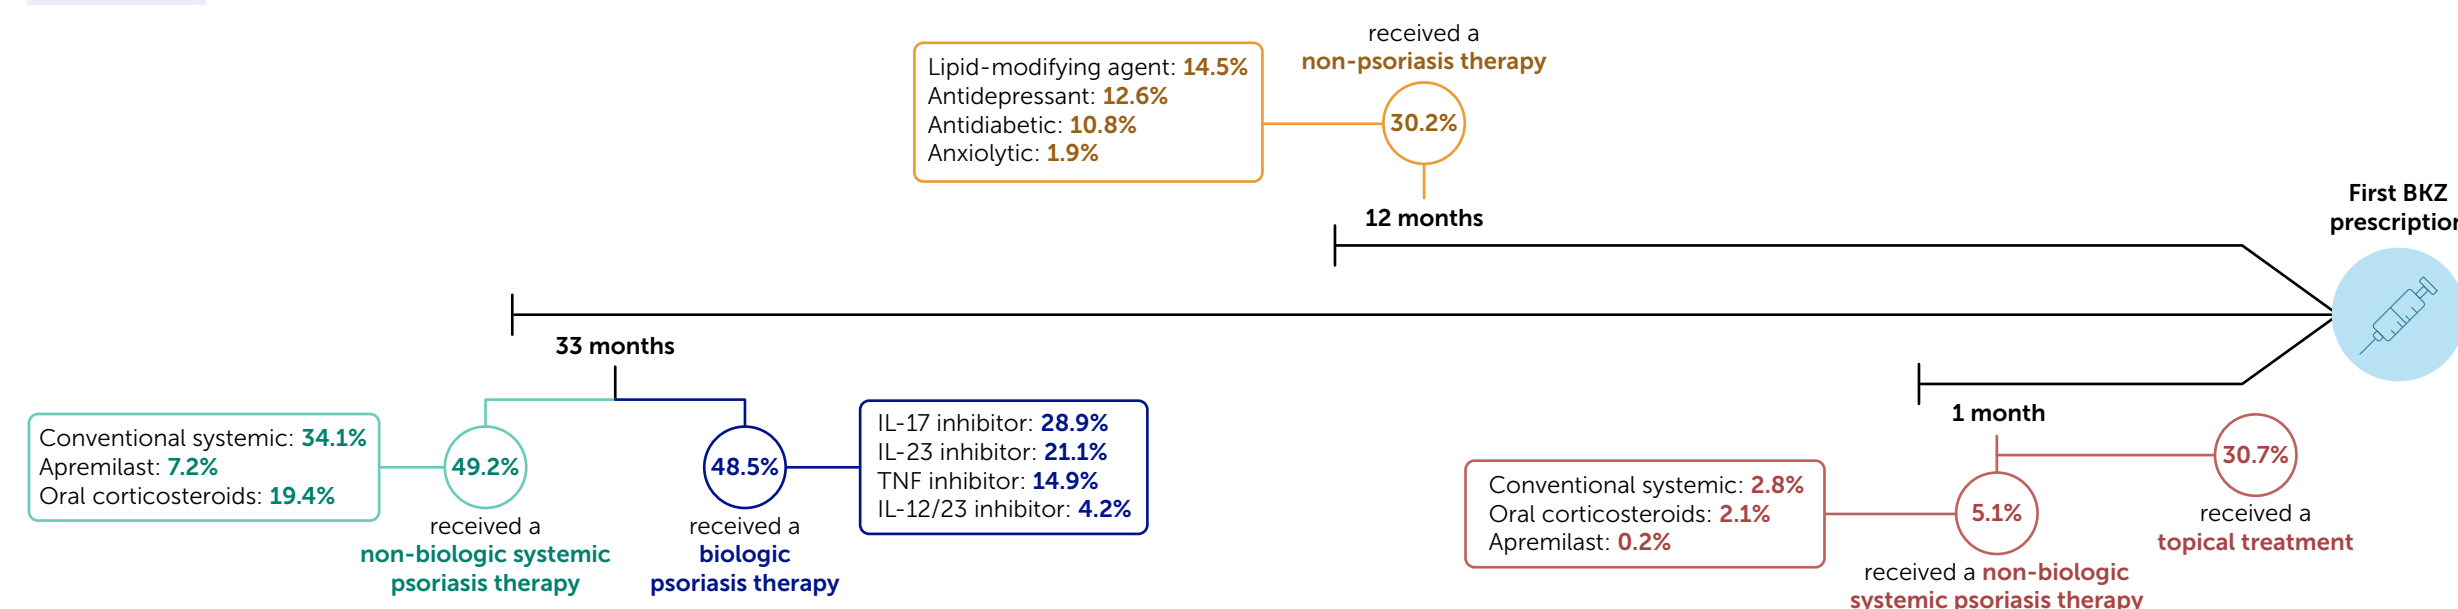 received a
non-psoriasis therapy
Lipid-modifying agent: 14.5%
Antidepressant: 12.6%
Antidiabetic: 10.8%
Anxiolytic: 1.9%
30.2%
12 months
First BKZ
prescription
33 months
Conventional systemic: 34.1%
Apremilast: 7.2%
Oral corticosteroids: 19.4%
49.2%
received a
non-biologic systemic
psoriasis therapy
48.5%
received a
biologic
psoriasis therapy
IL-17 inhibitor: 28.9%
IL-23 inhibitor: 21.1%
TNF inhibitor: 14.9%
IL-12/23 inhibitor: 4.2%
1 month
Conventional systemic: 2.8%
Oral corticosteroids: 2.1%
Apremilast: 0.2%
5.1%
received a non-biologic
systemic psoriasis therapy
30.7%
received a
topical treatment